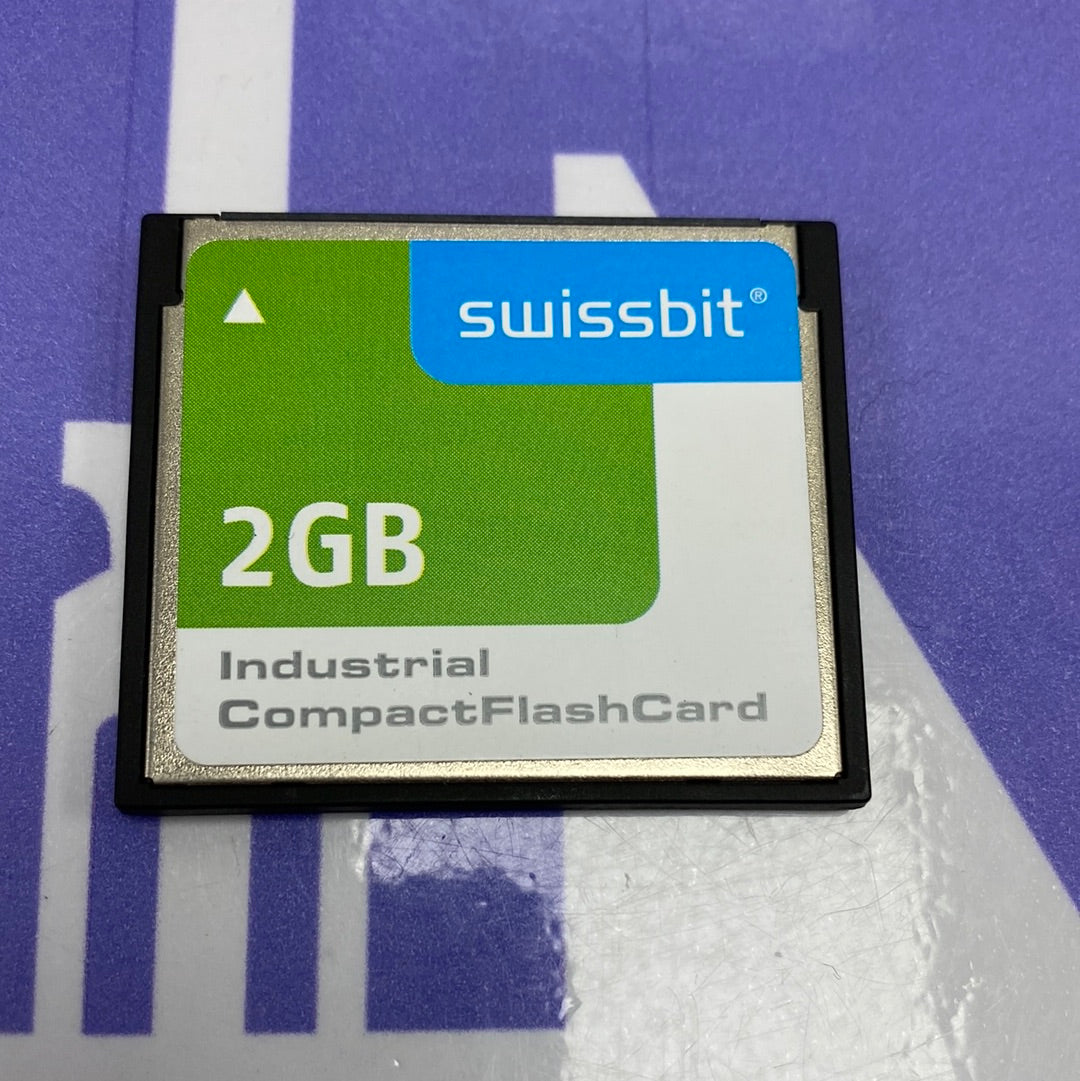 swissbit®
2GB
Industrial
CompactFlashCard